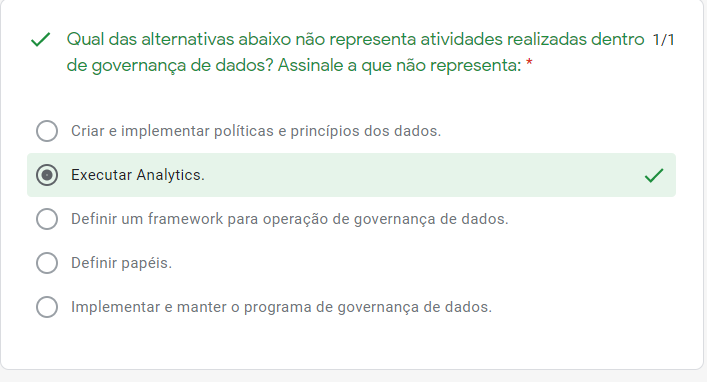 Qual das alternativas abaixo não representa atividades realizadas dentro 1/1
de governança de dados? Assinale a que não representa: *
Criar e implementar políticas e princípios dos dados.
Executar Analytics.
Definir um framework para operação de governança de dados.
Definir papéis.
Implementar e manter o programa de governança de dados.